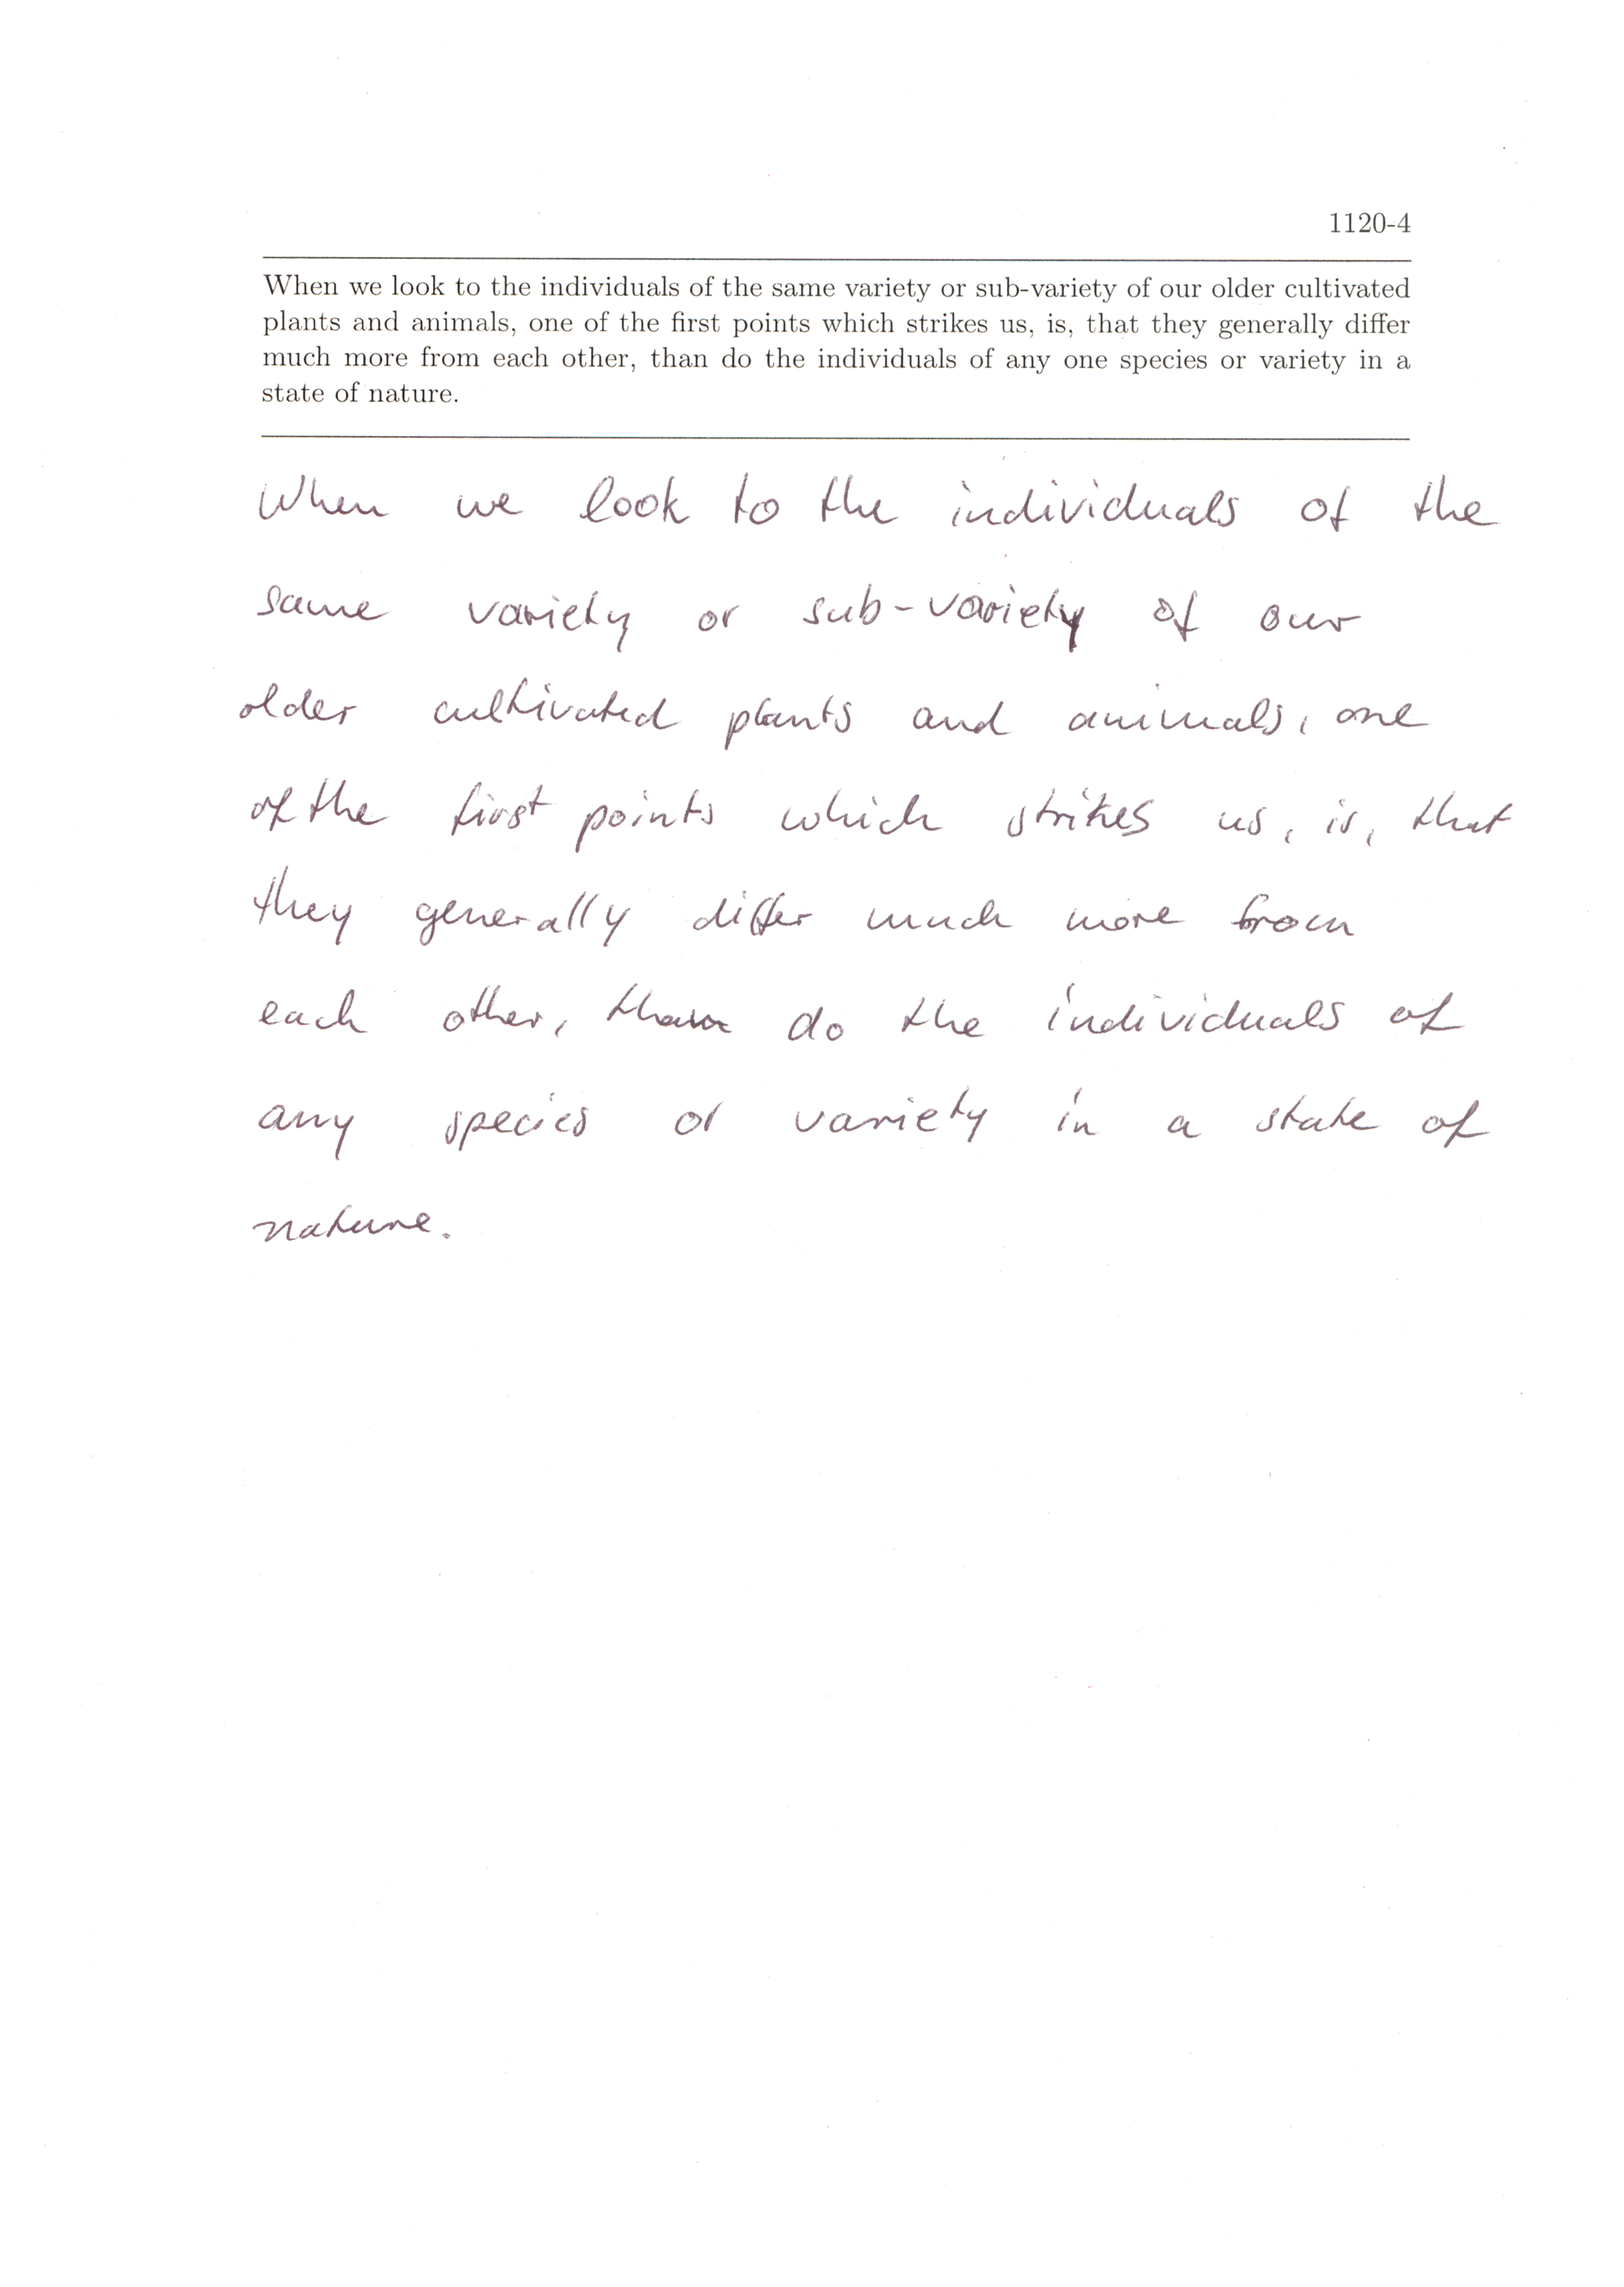 1120-4
When we look to the individuals of the same variety or sub-variety of our older cultivated
plants and animals, one of the first points which strikes us, is, that they generally differ
much more from each other, than do the individuals of any one species or variety in a
state of nature.
When we look to the individuals of the
same variety or sub-variety of our
older cultivated plants and animals, one
of the first points which strikes us, is, that
they generally differ much more from
each other, than do the individuals of
any species or variety in a state of
nature.